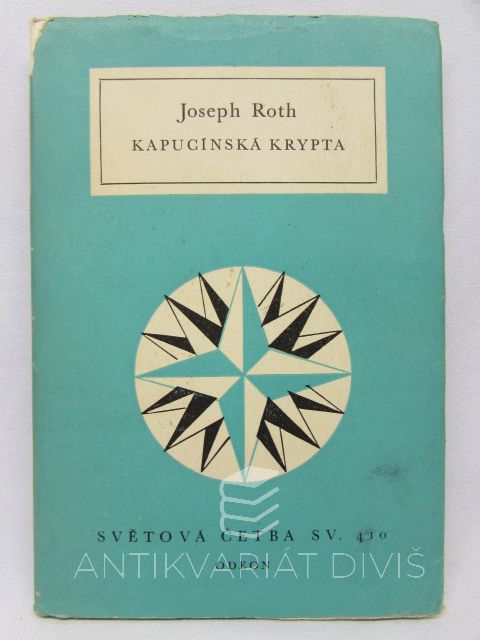 Joseph Roth
KAPUCÍNSKÁ KRYPTA
SVĚTOVÁ ČETBA SV. 410
ANTIKVARIÁT DIVIŠ
ODEON